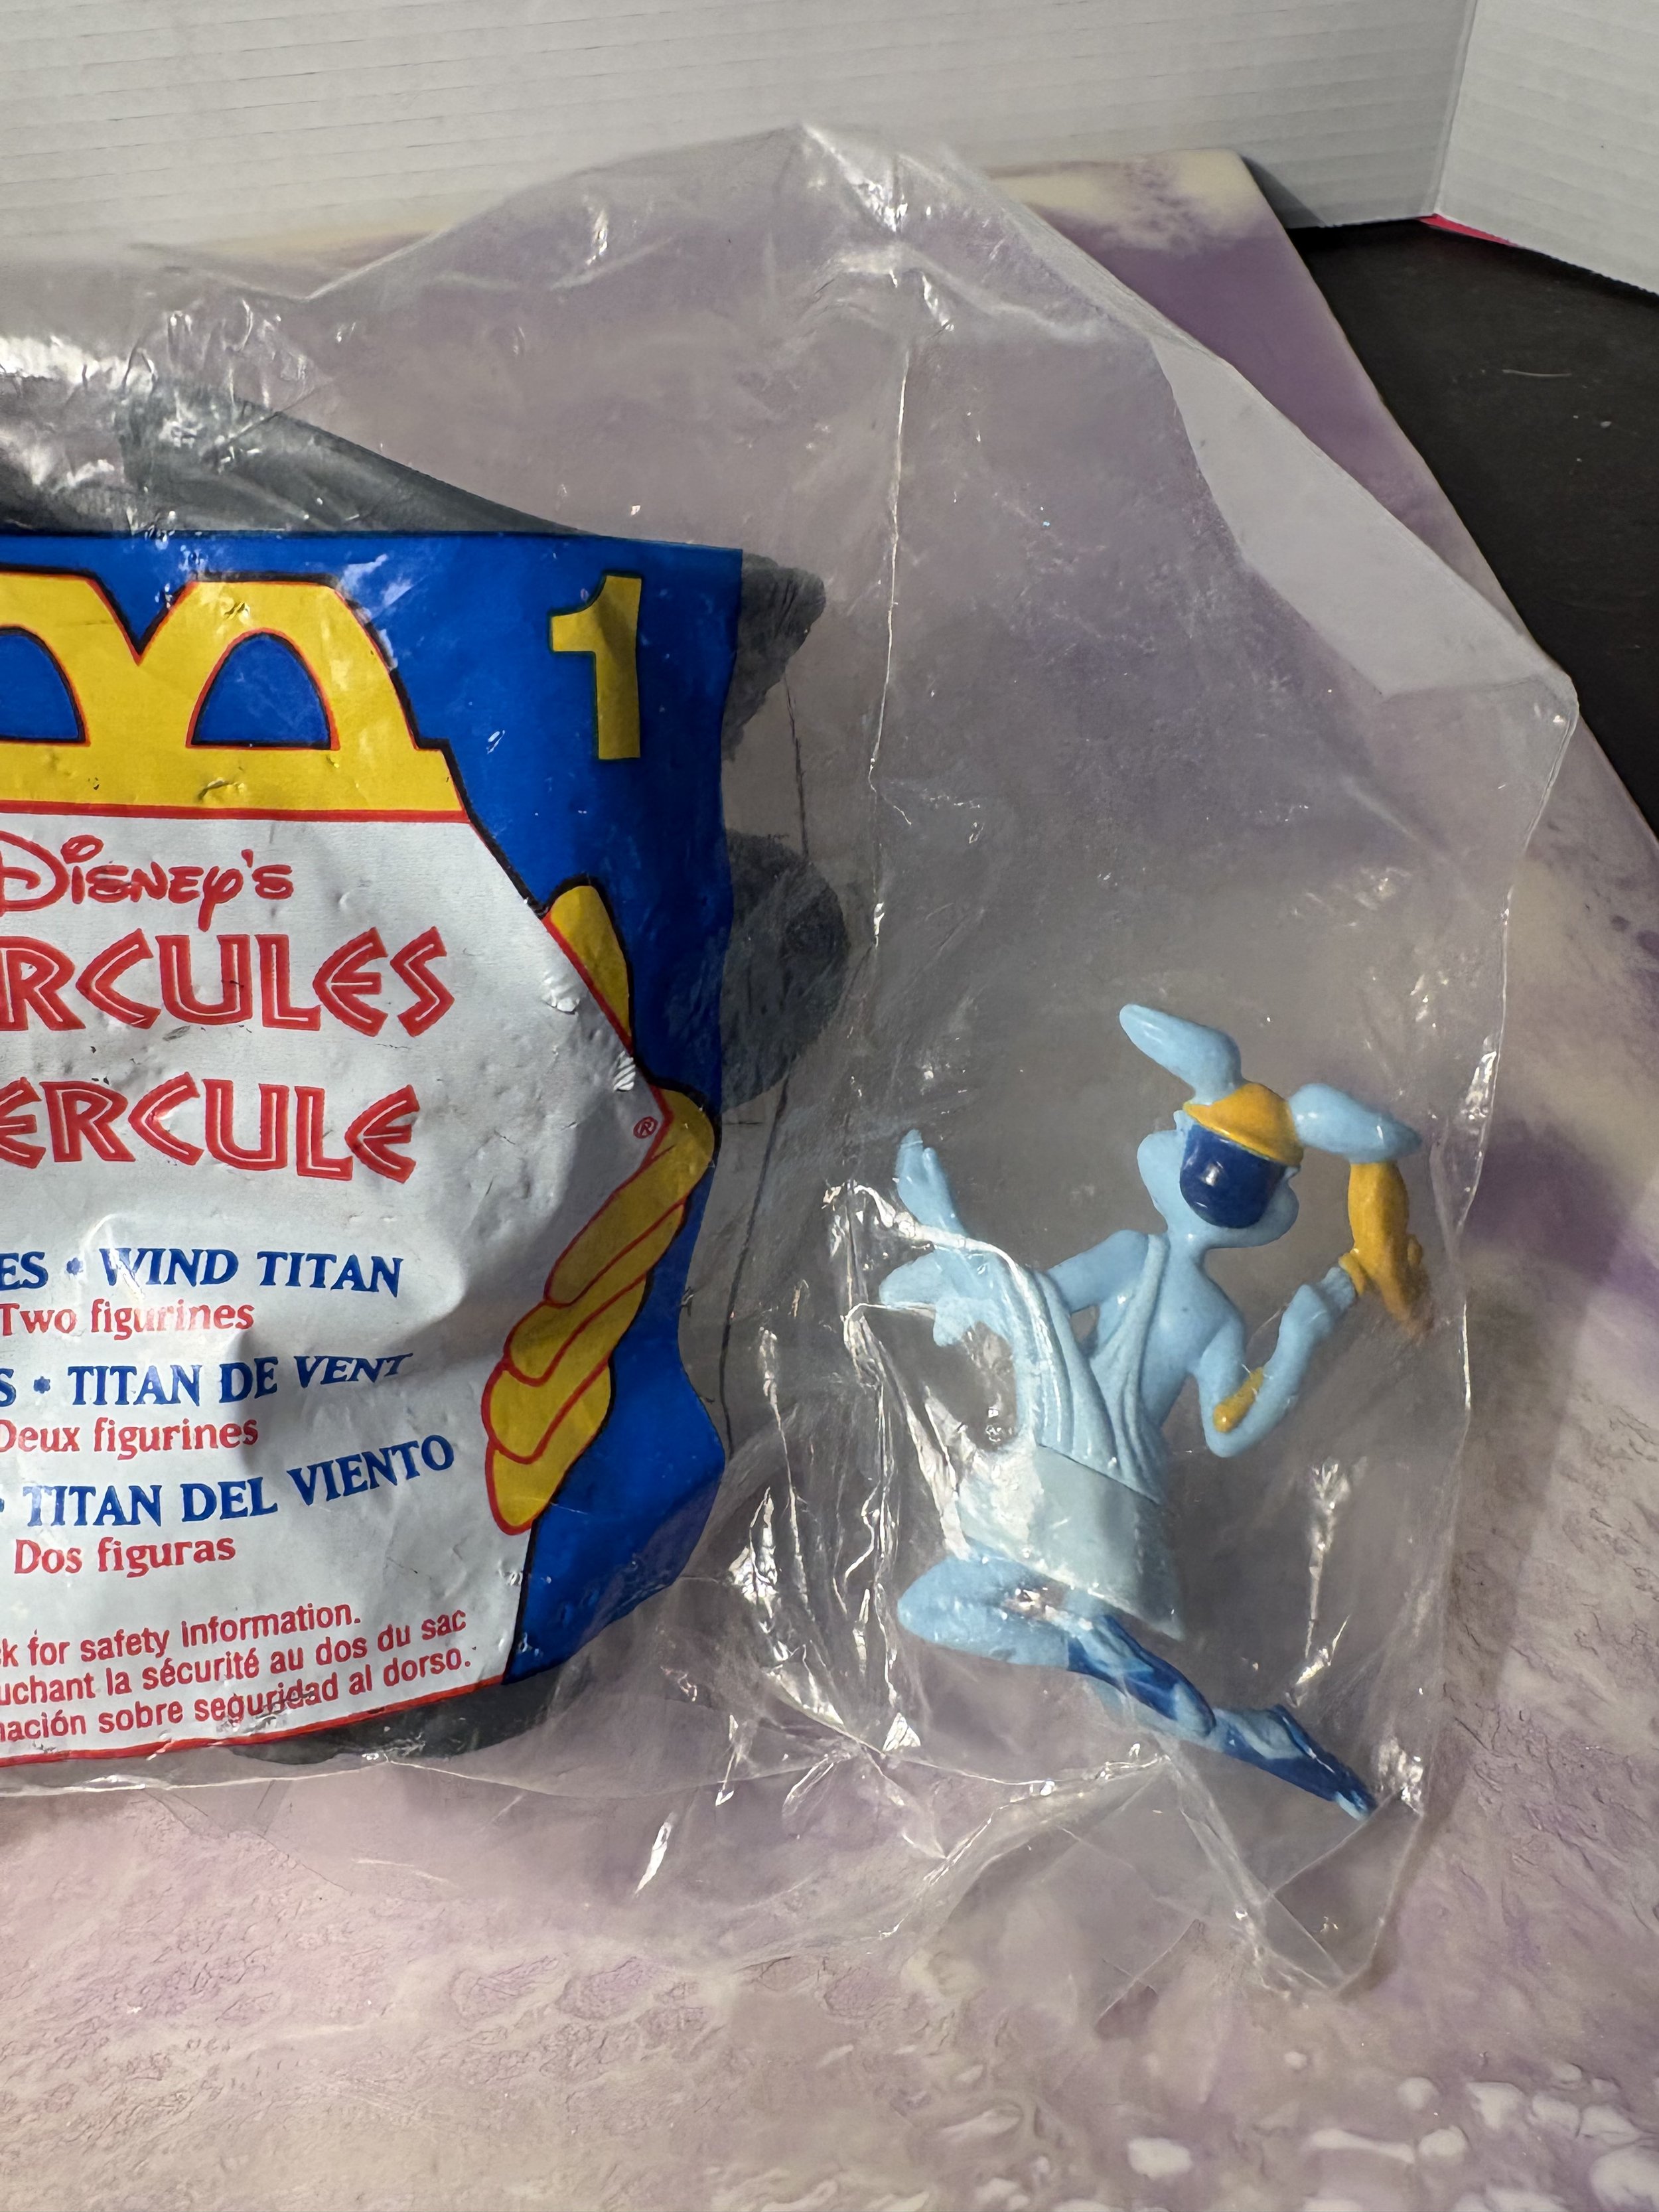 1
Disney's
RCULES
ERCULE
®
ES • WIND TITAN
Two figurines
S • TITAN DE VENT
Deux figurines
• TITAN DEL VIENTO
Dos figuras
k for safety information.
uchant la sécurité au dos du sac
mación sobre seguridad al dorso.